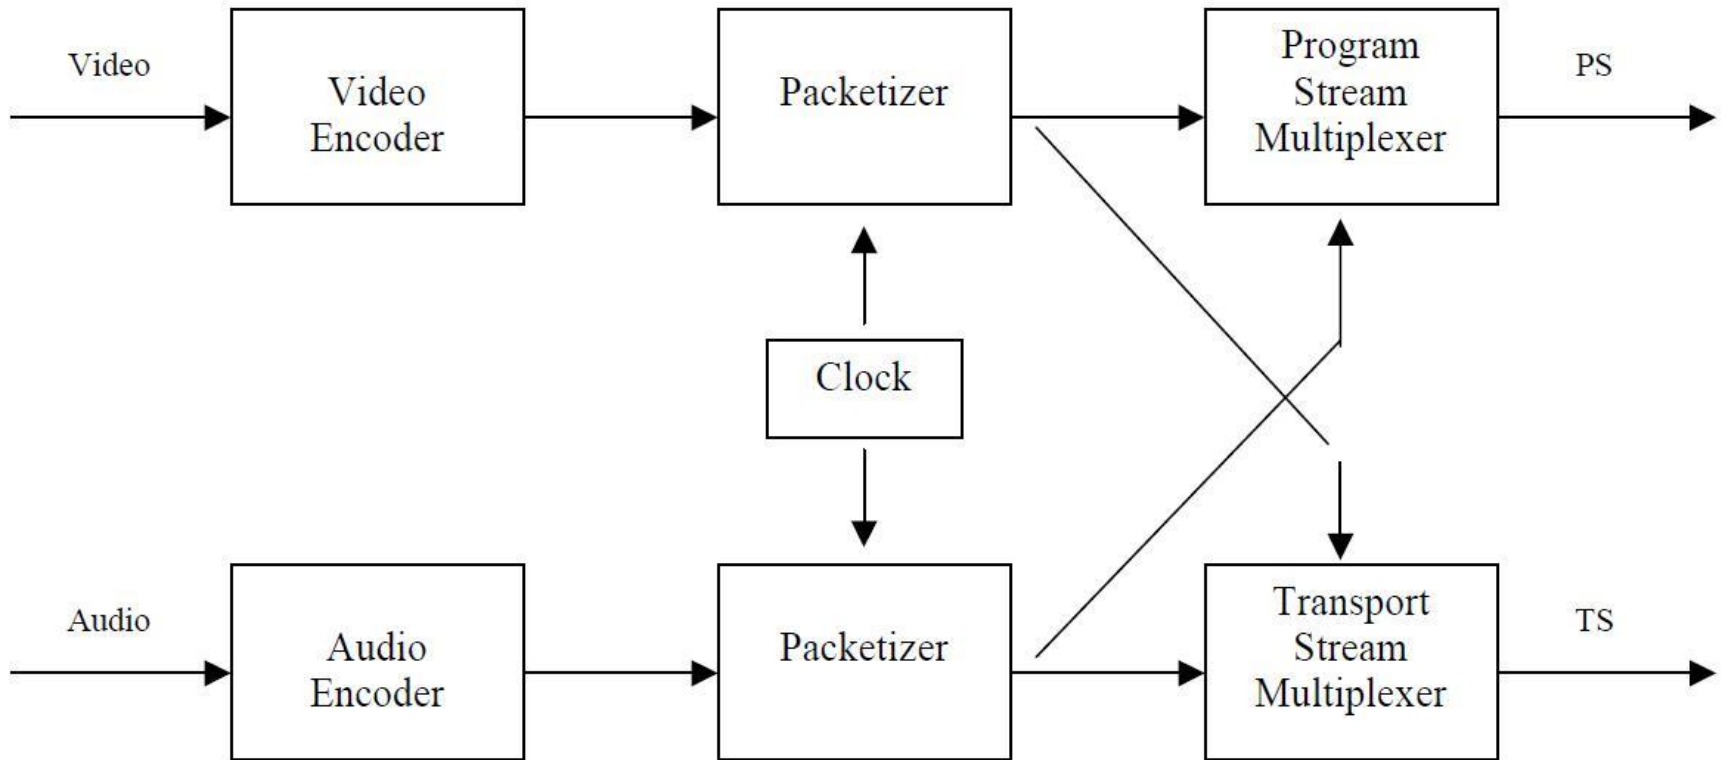 Video
Video
Encoder
Packetizer
Program
Stream
Multiplexer
PS
Clock
Audio
Audio
Encoder
Packetizer
Transport
Stream
Multiplexer
TS